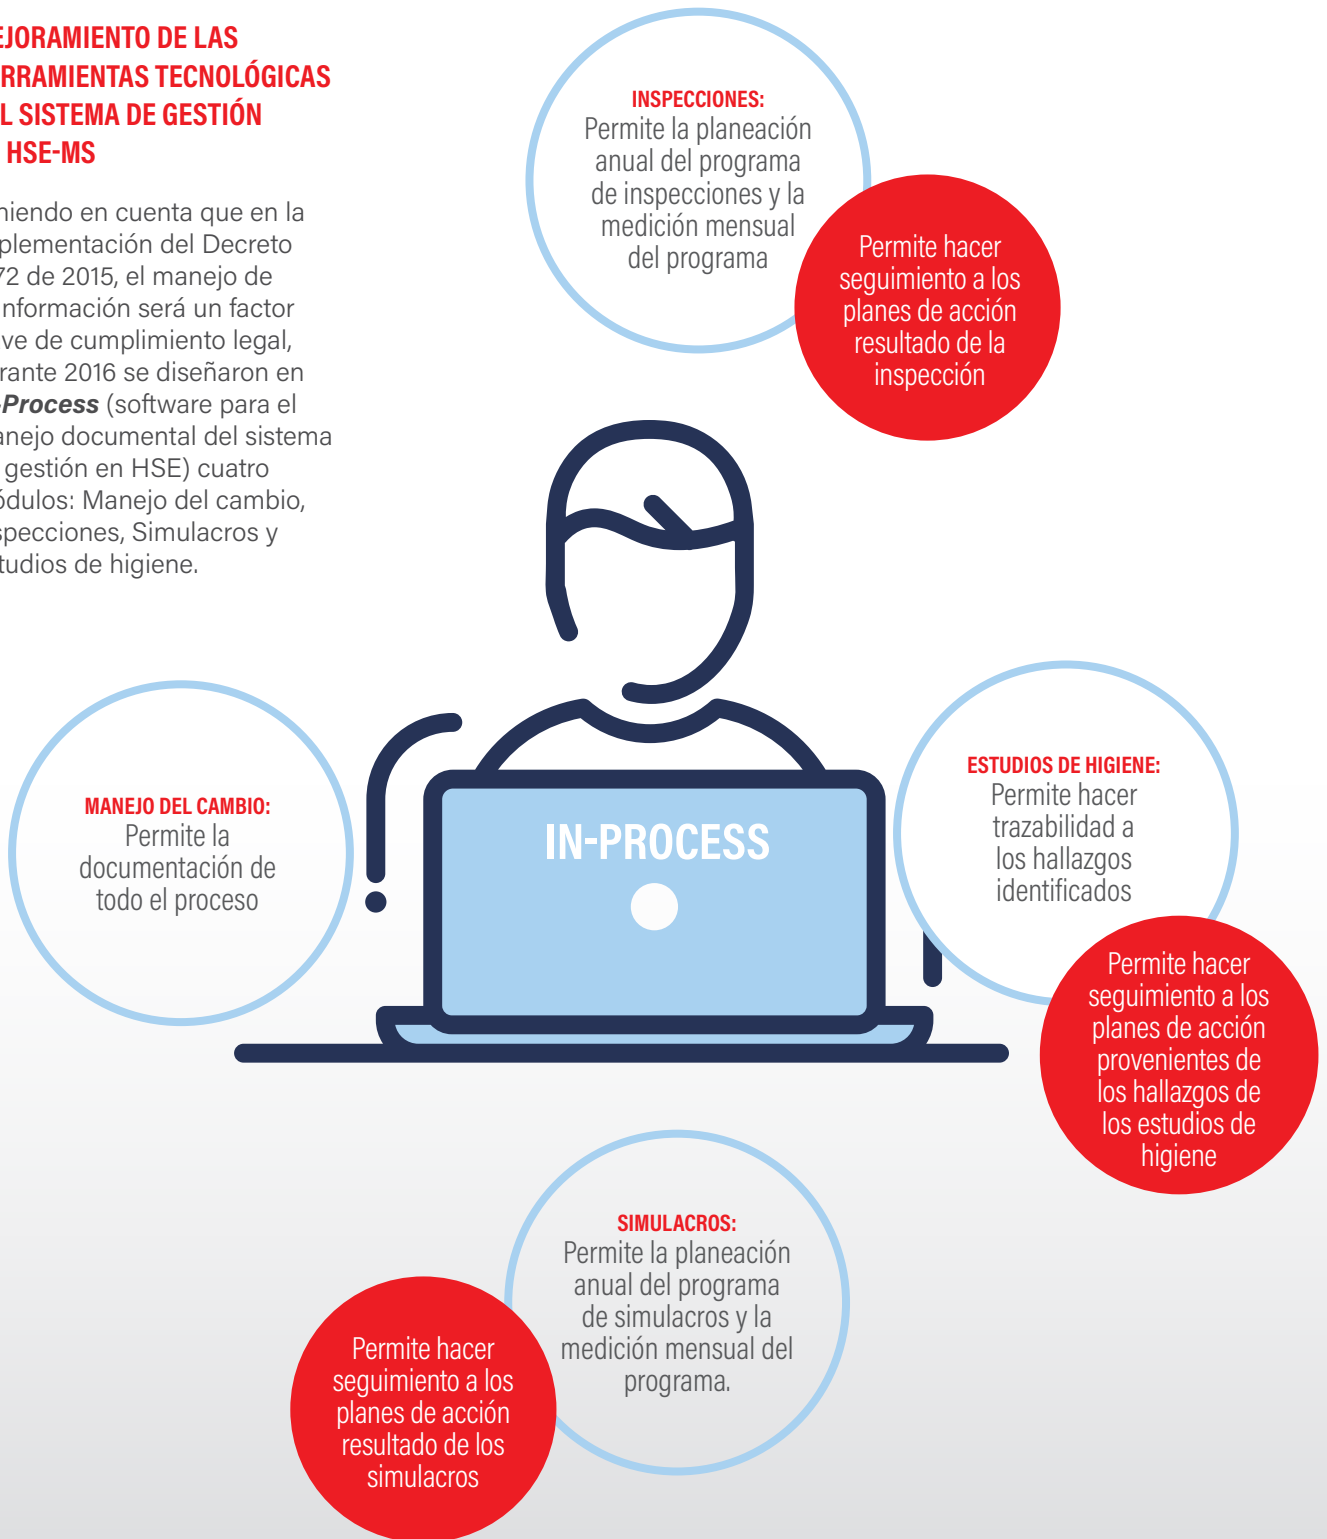 EJORAMIENTO DE LAS
RRAMIENTAS TECNOLÓGICAS
L SISTEMA DE GESTIÓN
HSE-MS
niendo en cuenta que en la
plementación del Decreto
72 de 2015, el manejo de
información será un factor
ve de cumplimiento legal,
rante 2016 se diseñaron en
-Process (software para el
anejo documental del sistema
gestión en HSE) cuatro
ódulos: Manejo del cambio,
specciones, Simulacros y
tudios de higiene.
INSPECCIONES:
Permite la planeación
anual del programa
de inspecciones y la
medición mensual
del programa
Permite hacer
seguimiento a los
planes de acción
resultado de la
inspección
MANEJO DEL CAMBIO:
Permite la
documentación de
todo el proceso
IN-PROCESS
ESTUDIOS DE HIGIENE:
Permite hacer
trazabilidad a
los hallazgos
identificados
Permite hacer
seguimiento a los
planes de acción
provenientes de
los hallazgos de
los estudios de
higiene
SIMULACROS:
Permite la planeación
anual del programa
de simulacros y la
medición mensual del
programa.
Permite hacer
seguimiento a los
planes de acción
resultado de los
simulacros